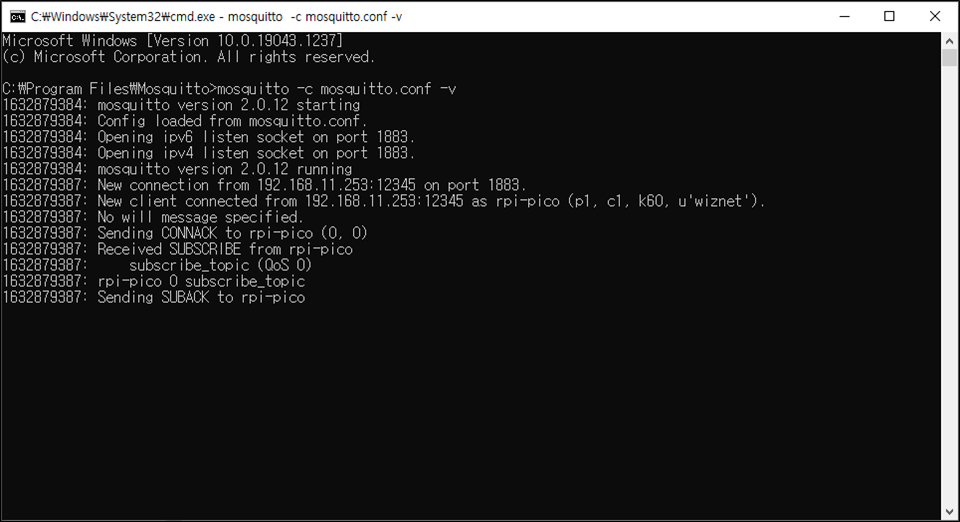 C:₩Windows₩System32₩cmd.exe - mosquitto  -c mosquitto.conf -v
Microsoft Windows [Version 10.0.19043.1237]
(c) Microsoft Corporation. All rights reserved.
C:₩Program Files₩Mosquitto>mosquitto -c mosquitto.conf -v
1632879384: mosquitto version 2.0.12 starting
1632879384: Config loaded from mosquitto.conf.
1632879384: Opening ipv6 listen socket on port 1883.
1632879384: Opening ipv4 listen socket on port 1883.
1632879384: mosquitto version 2.0.12 running
1632879387: New connection from 192.168.11.253:12345 on port 1883.
1632879387: New client connected from 192.168.11.253:12345 as rpi-pico (p1, c1, k60, u'wiznet').
1632879387: No will message specified.
1632879387: Sending CONNACK to rpi-pico (0, 0)
1632879387: Received SUBSCRIBE from rpi-pico
1632879387:     subscribe_topic (QoS 0)
1632879387: rpi-pico 0 subscribe_topic
1632879387: Sending SUBACK to rpi-pico